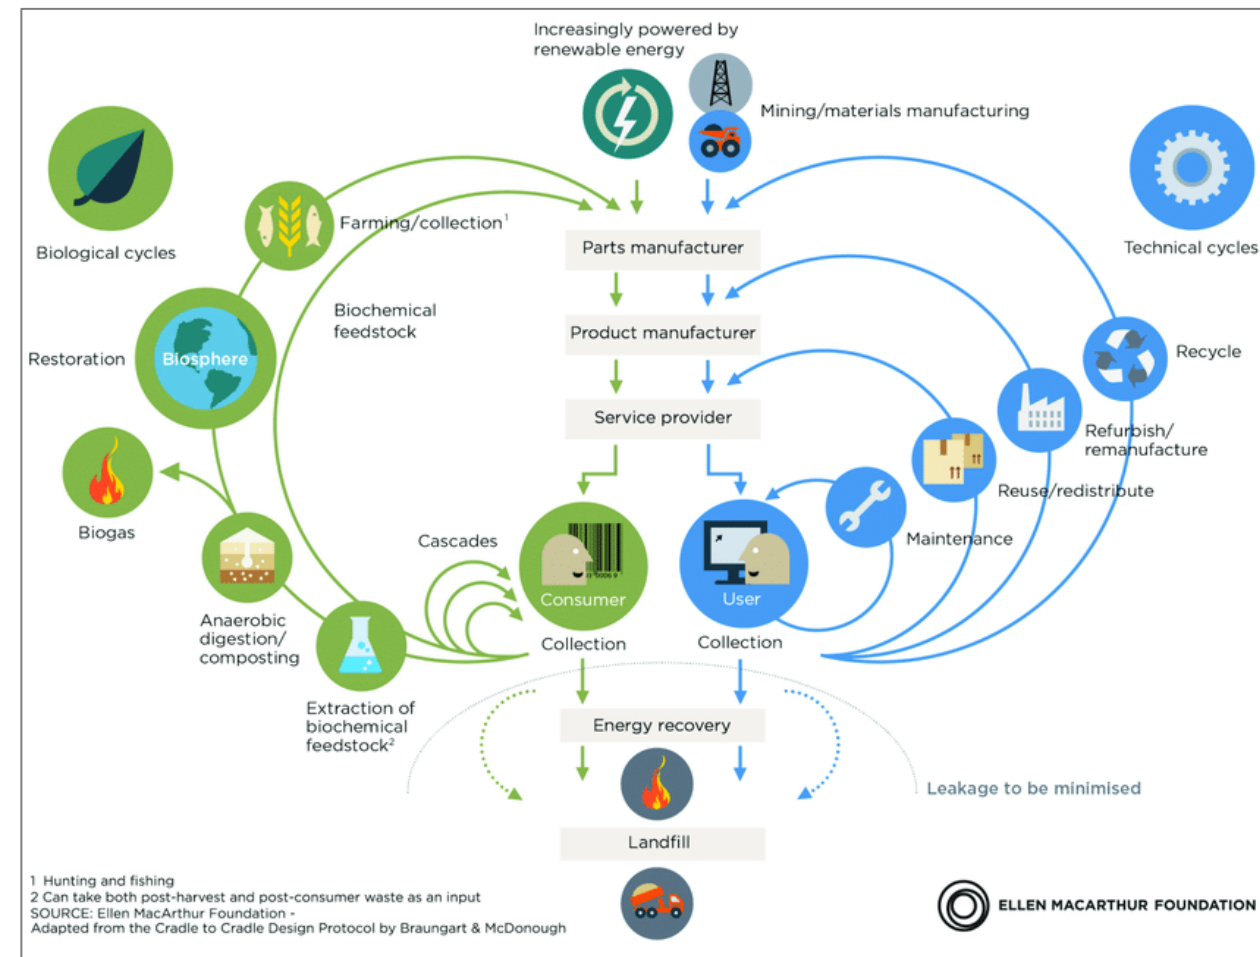 Increasingly powered by
renewable energy
Mining/materials manufacturing
Biological cycles
Technical cycles
Farming/collection¹
Parts manufacturer
Biochemical
feedstock
Product manufacturer
Restoration
Biosphere
Recycle
Service provider
Refurbish/
remanufacture
Reuse/redistribute
Biogas
Cascades
Maintenance
Consumer
User
Anaerobic
digestion/
composting
Collection
Collection
Extraction of
biochemical
feedstock²
Energy recovery
Leakage to be minimised
Landfill
1 Hunting and fishing
2 Can take both post-harvest and post-consumer waste as an input
SOURCE: Ellen MacArthur Foundation -
Adapted from the Cradle to Cradle Design Protocol by Braungart & McDonough
ELLEN MACARTHUR FOUNDATION